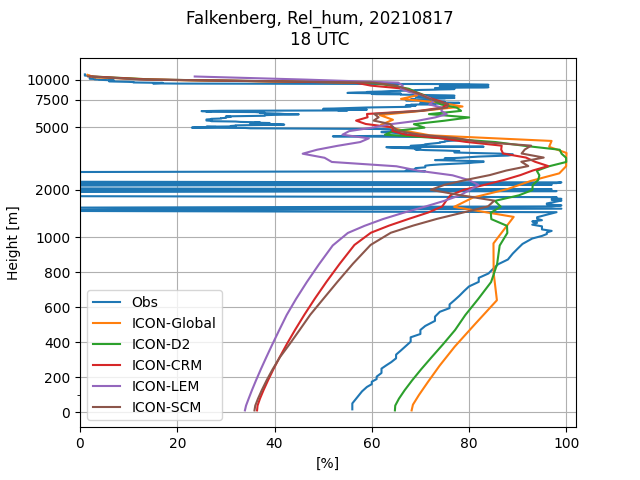 Falkenberg, Rel_hum, 20210817
18 UTC
10000
7500
5000
2000
1000
800
600
400
200
0
Height [m]
Obs
ICON-Global
ICON-D2
ICON-CRM
ICON-LEM
ICON-SCM
0 20 40 60 80 100
[%]